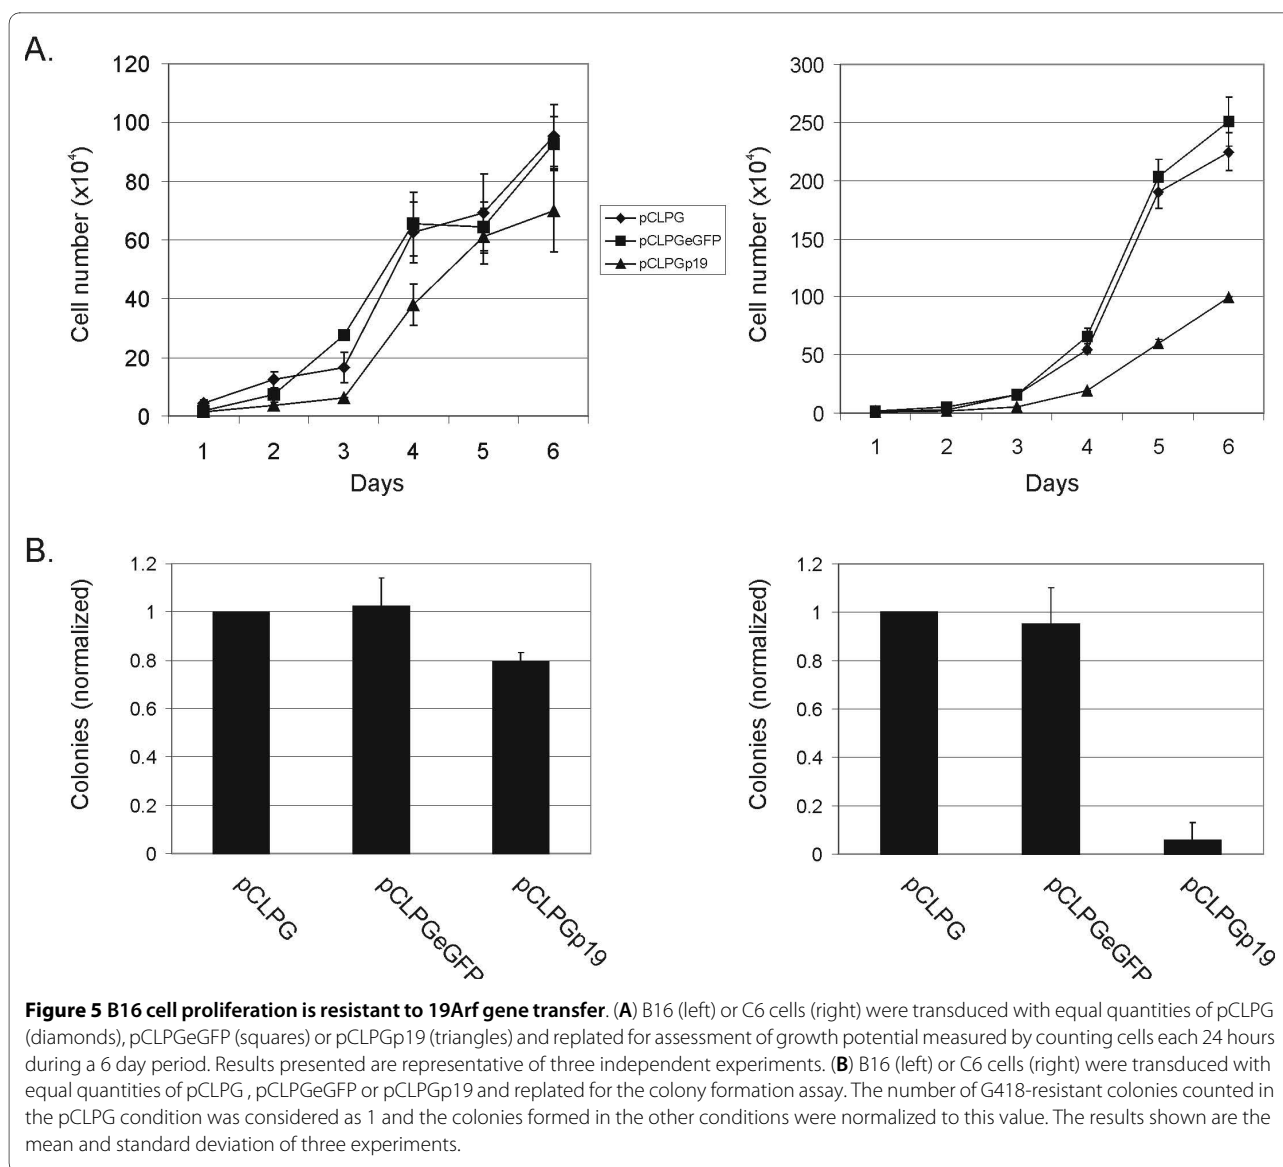 A.
120
100
80
60
40
20
0
Cell number (x10⁴)
1 2 3 4 5 6
Days
pCLPG
pCLPGeGFP
pCLPGp19
300
250
200
150
100
50
0
Cell number (x10⁴)
1 2 3 4 5 6
Days
B.
1.2
1
0.8
0.6
0.4
0.2
0
Colonies (normalized)
pCLPG
pCLPGeGFP
pCLPGp19
1.2
1
0.8
0.6
0.4
0.2
0
Colonies (normalized)
pCLPG
pCLPGeGFP
pCLPGp19
Figure 5 B16 cell proliferation is resistant to 19Arf gene transfer. (A) B16 (left) or C6 cells (right) were transduced with equal quantities of pCLPG
(diamonds), pCLPGeGFP (squares) or pCLPGp19 (triangles) and replated for assessment of growth potential measured by counting cells each 24 hours
during a 6 day period. Results presented are representative of three independent experiments. (B) B16 (left) or C6 cells (right) were transduced with
equal quantities of pCLPG , pCLPGeGFP or pCLPGp19 and replated for the colony formation assay. The number of G418-resistant colonies counted in
the pCLPG condition was considered as 1 and the colonies formed in the other conditions were normalized to this value. The results shown are the
mean and standard deviation of three experiments.